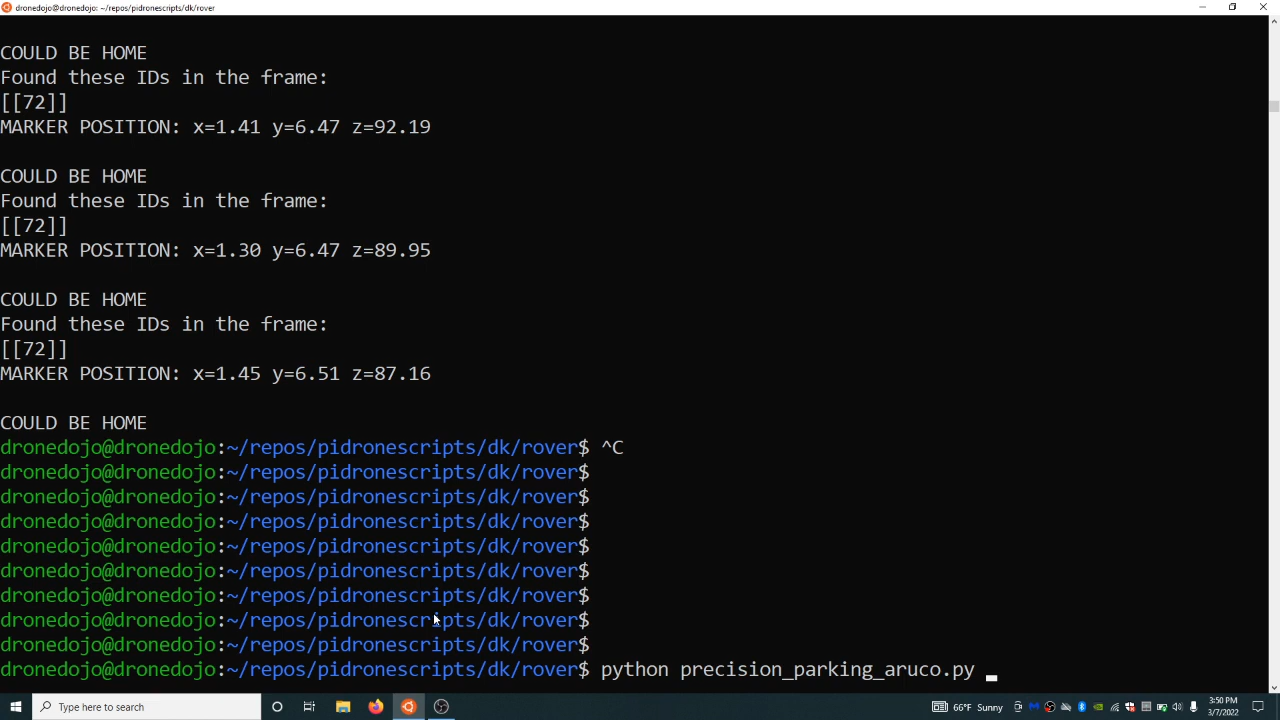 dronedojo@dronedojo: ~/repos/pidronescripts/dk/rover
COULD BE HOME
Found these IDs in the frame:
[[72]]
MARKER POSITION: x=1.41 y=6.47 z=92.19
COULD BE HOME
Found these IDs in the frame:
[[72]]
MARKER POSITION: x=1.30 y=6.47 z=89.95
COULD BE HOME
Found these IDs in the frame:
[[72]]
MARKER POSITION: x=1.45 y=6.51 z=87.16
COULD BE HOME
dronedojo@dronedojo:~/repos/pidronescripts/dk/rover$ ^C
dronedojo@dronedojo:~/repos/pidronescripts/dk/rover$
dronedojo@dronedojo:~/repos/pidronescripts/dk/rover$
dronedojo@dronedojo:~/repos/pidronescripts/dk/rover$
dronedojo@dronedojo:~/repos/pidronescripts/dk/rover$
dronedojo@dronedojo:~/repos/pidronescripts/dk/rover$
dronedojo@dronedojo:~/repos/pidronescripts/dk/rover$
dronedojo@dronedojo:~/repos/pidronescripts/dk/rover$
dronedojo@dronedojo:~/repos/pidronescripts/dk/rover$
dronedojo@dronedojo:~/repos/pidronescripts/dk/rover$ python precision_parking_aruco.py
Type here to search
66°F Sunny
3:50 PM
3/7/2022